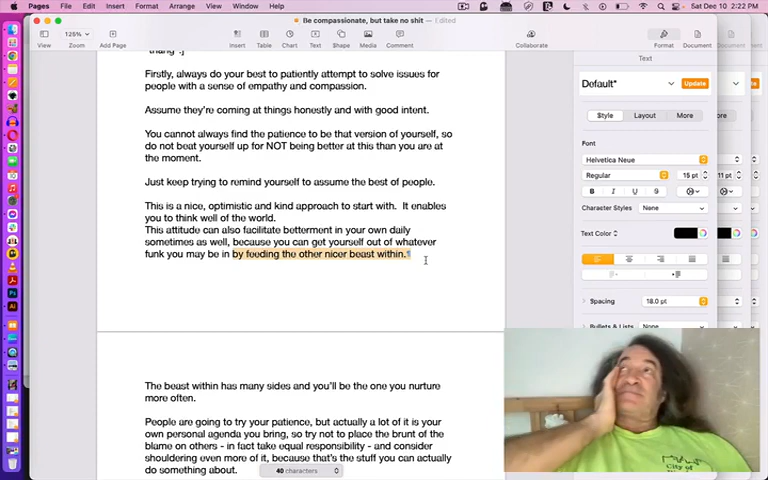 Pages File Edit Insert Format Arrange View Window Help Sat Dec 10 2:22 PM
Be compassionate, but take no shit — Edited
125%
View Zoom Add Page Insert Table Chart Text Shape Media Comment Collaborate Format Document
thang :]
Firstly, always do your best to patiently attempt to solve issues for
people with a sense of empathy and compassion.
Assume they're coming at things honestly and with good intent.
You cannot always find the patience to be that version of yourself, so
do not beat yourself up for NOT being better at this than you are at
the moment.
Just keep trying to remind yourself to assume the best of people.
This is a nice, optimistic and kind approach to start with. It enables
you to think well of the world.
This attitude can also facilitate betterment in your own daily
sometimes as well, because you can get yourself out of whatever
funk you may be in by feeding the other nicer beast within.
The beast within has many sides and you'll be the one you nurture
more often.
People are going to try your patience, but actually a lot of it is your
own personal agenda you bring, so try not to place the brunt of the
blame on others - in fact take equal responsibility - and consider
shouldering even more of it, because that's the stuff you can actually
do something about.
40 characters
Text
Default* Update
Style Layout More
Font
Helvetica Neue
Regular 15 pt
B I U S
Character Styles None
Text Color
Spacing 18.0 pt
Bullets & Lists None
ore
11 pt
City of